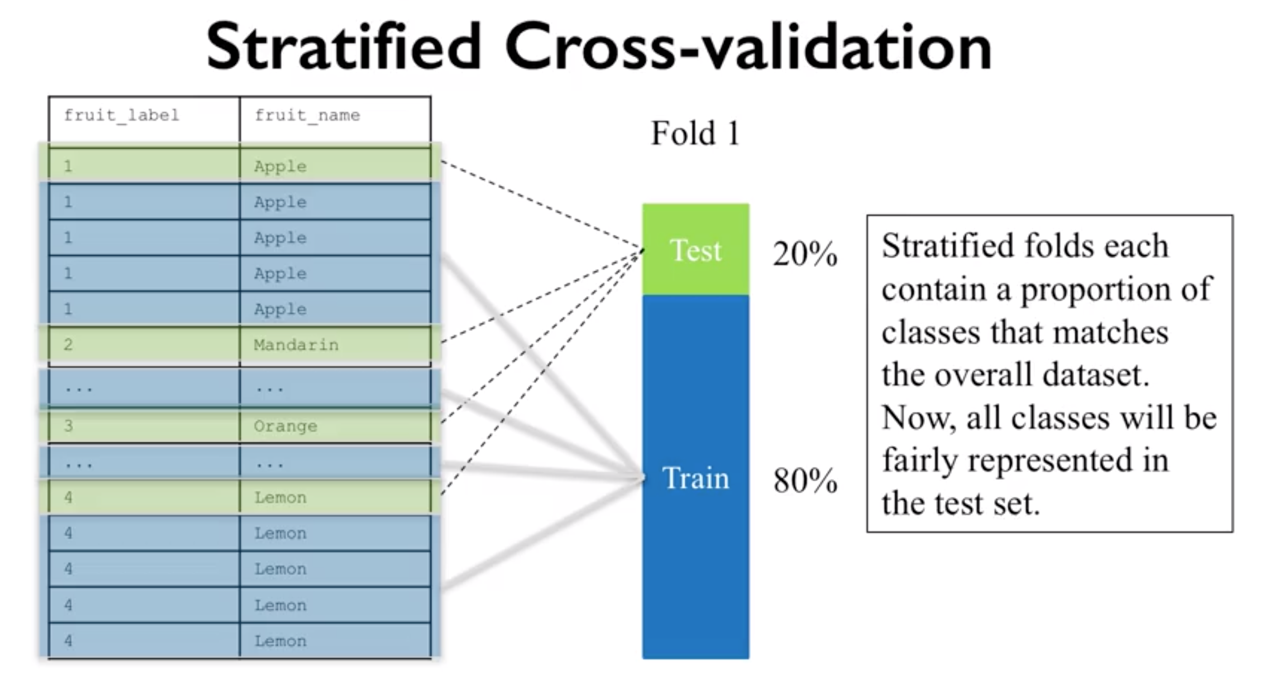 Stratified Cross-validation
fruit_label fruit_name
1 Apple
1 Apple
1 Apple
1 Apple
1 Apple
2 Mandarin
... ...
3 Orange
... ...
4 Lemon
4 Lemon
4 Lemon
4 Lemon
4 Lemon
Fold 1
Test 20%
Train 80%
Stratified folds each
contain a proportion of
classes that matches
the overall dataset.
Now, all classes will be
fairly represented in
the test set.